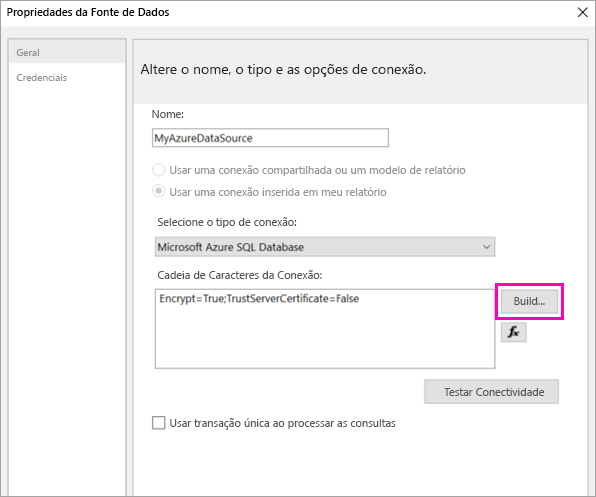 Propriedades da Fonte de Dados
Geral
Credenciais
Altere o nome, o tipo e as opções de conexão.
Nome:
MyAzureDataSource
Usar uma conexão compartilhada ou um modelo de relatório
Usar uma conexão inserida em meu relatório
Selecione o tipo de conexão:
Microsoft Azure SQL Database
Cadeia de Caracteres da Conexão:
Encrypt=True;TrustServerCertificate=False
Build...
fx
Testar Conectividade
Usar transação única ao processar as consultas